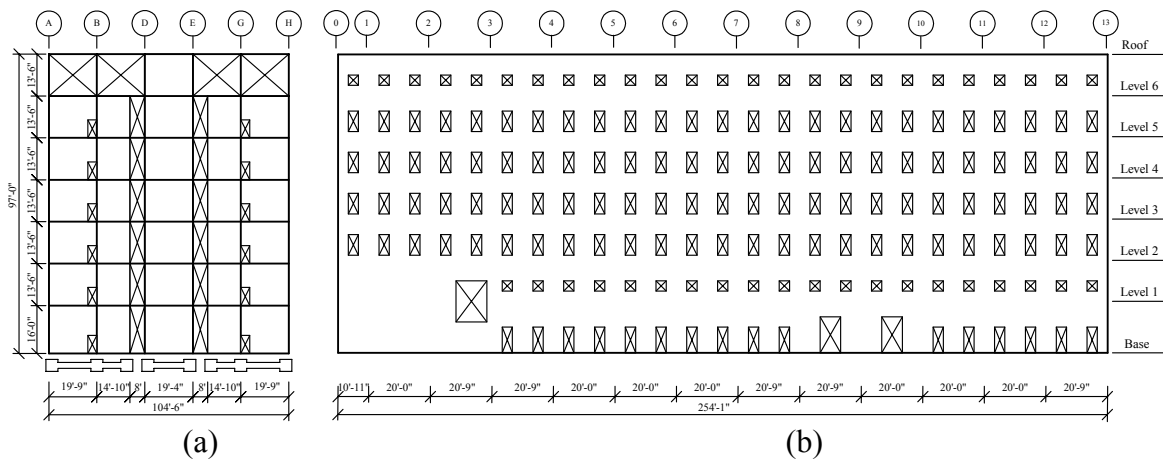 A B D E G H
0 1 2 3 4 5 6 7 8 9 10 11 12 13
Roof
Level 6
Level 5
Level 4
Level 3
Level 2
Level 1
Base
97'-0"
13'-6"
13'-6"
13'-6"
13'-6"
13'-6"
13'-6"
16'-0"
19'-9" 14'-10" 8' 19'-4" 8' 14'-10" 19'-9"
104'-6"
10'-11" 20'-0" 20'-9" 20'-9" 20'-0" 20'-0" 20'-9" 20'-9" 20'-0" 20'-0" 20'-0" 20'-9"
254'-1"
(a) (b)